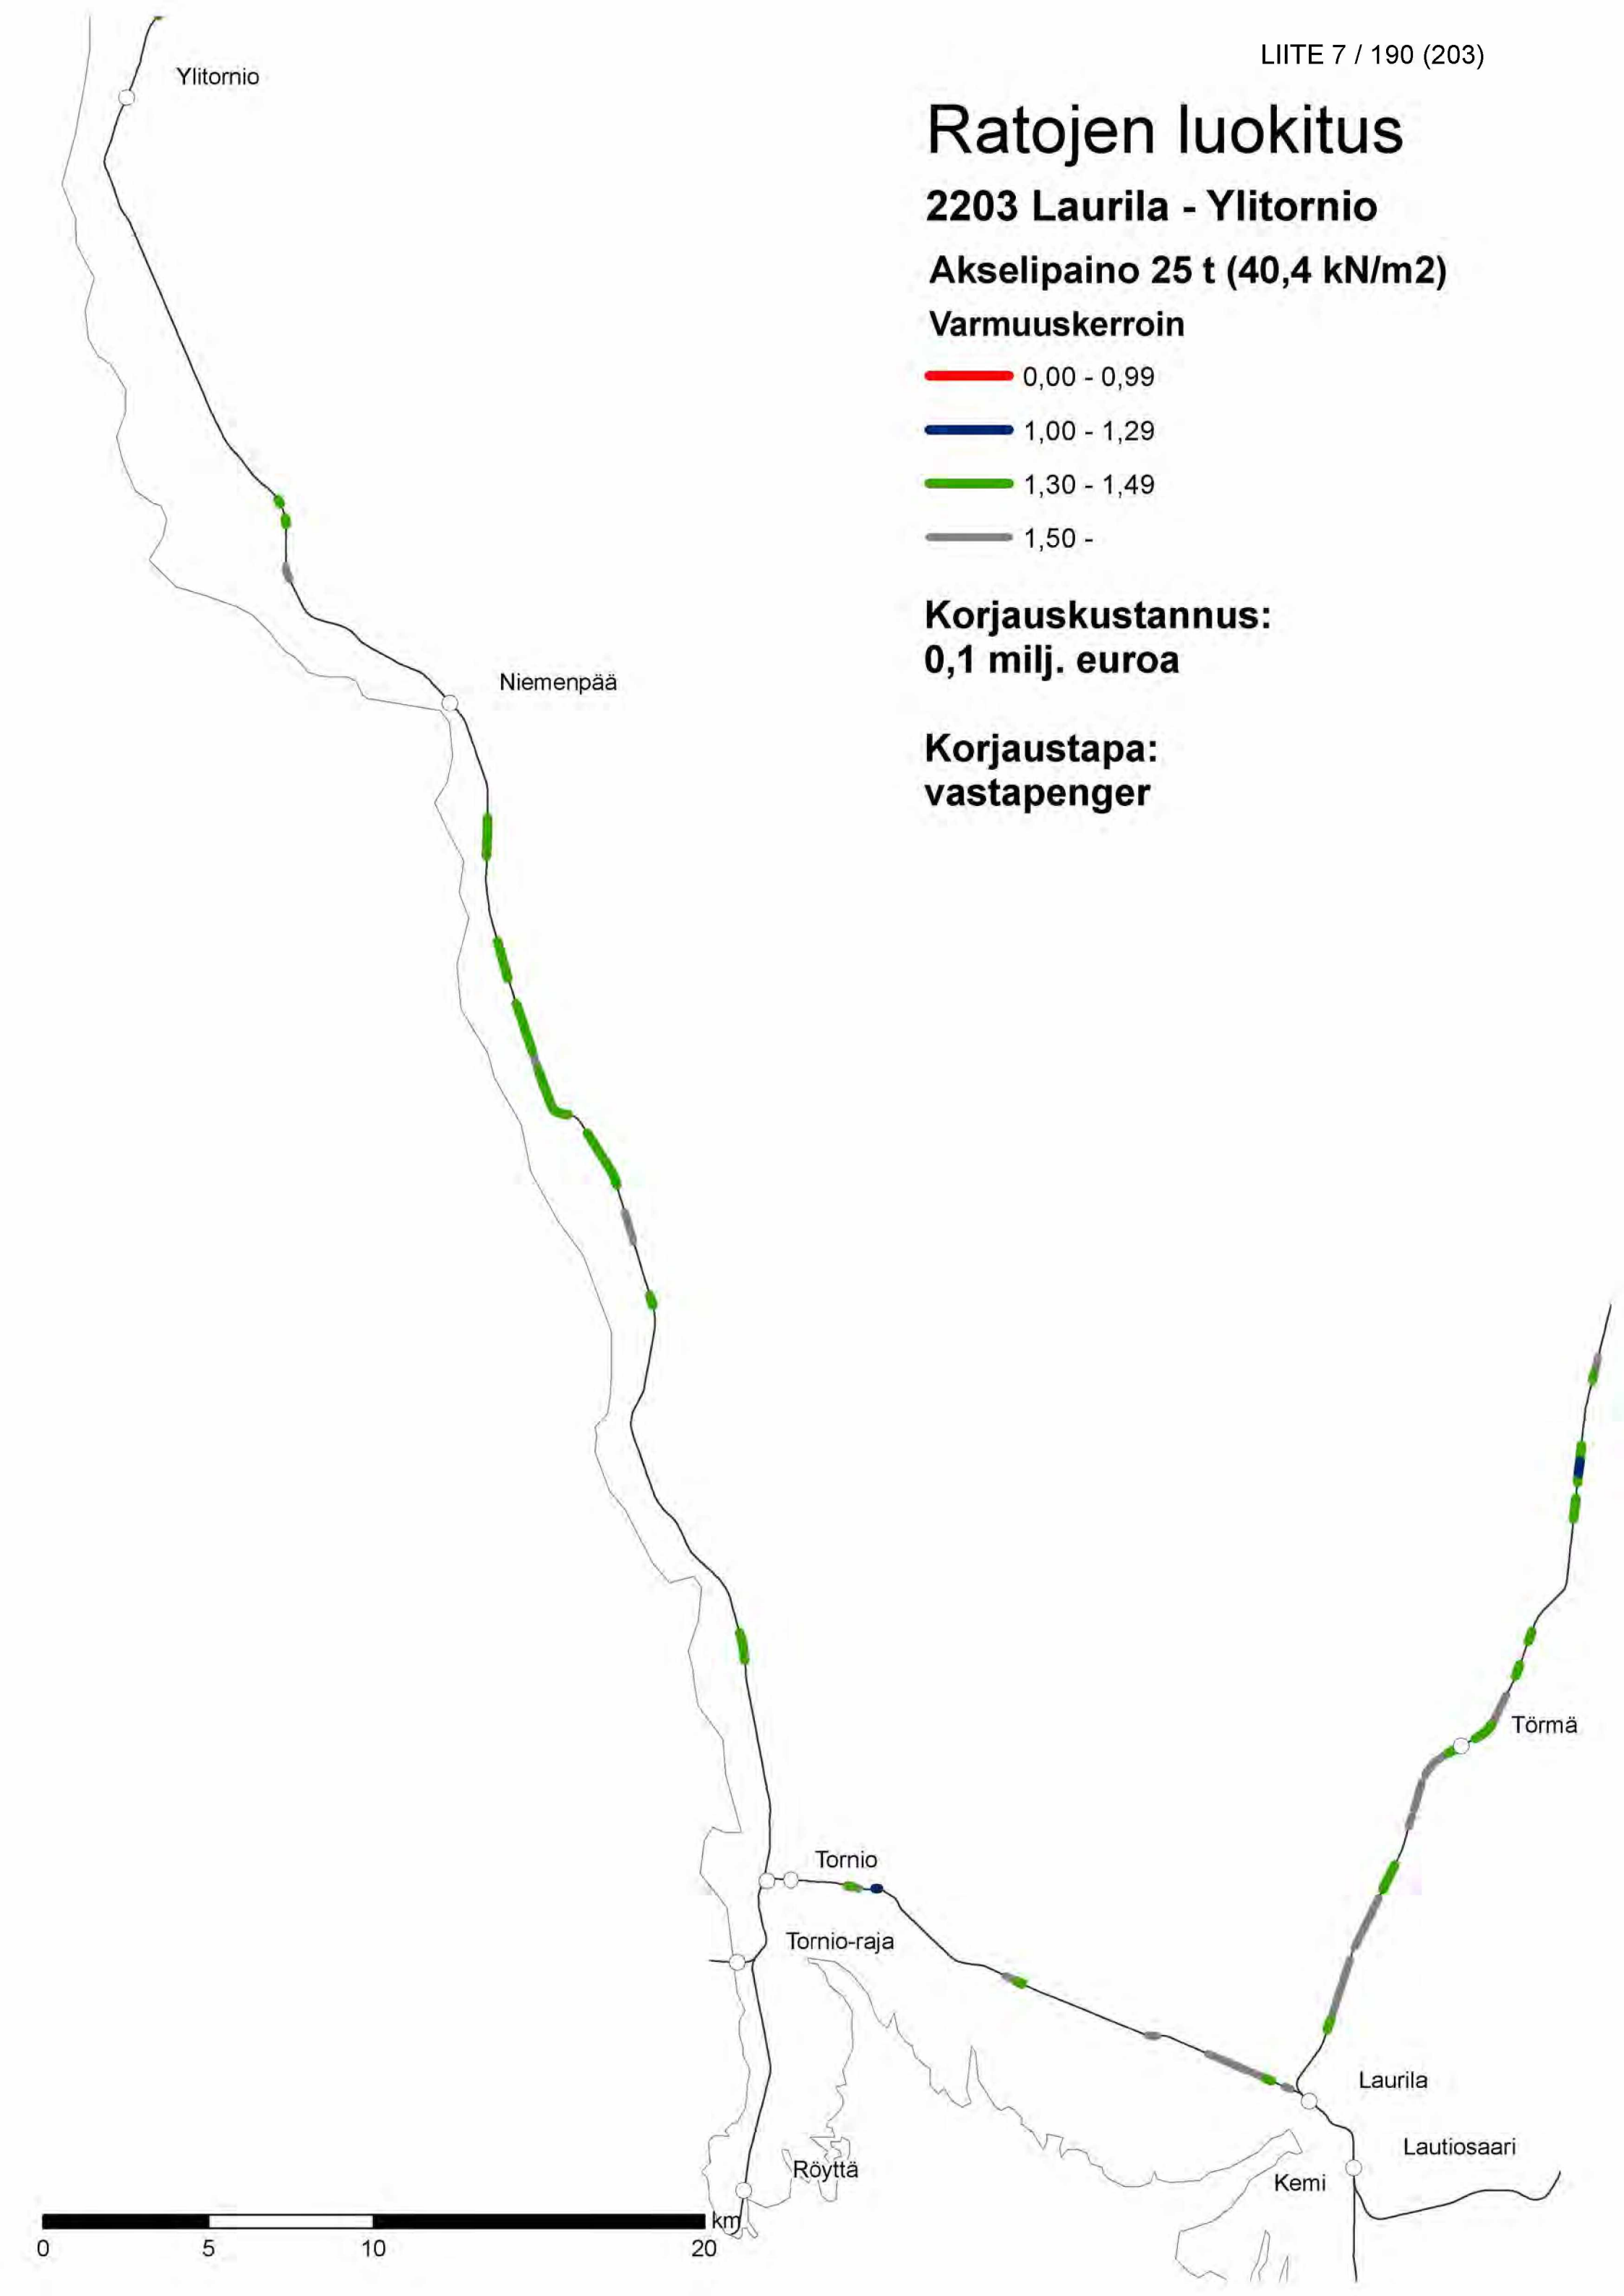 LIITE 7 / 190 (203)
Ratojen luokitus
2203 Laurila - Ylitornio
Akselipaino 25 t (40,4 kN/m2)
Varmuuskerroin
0,00 - 0,99
1,00 - 1,29
1,30 - 1,49
1,50 -
Korjauskustannus:
0,1 milj. euroa
Korjaustapa:
vastapenger
Ylitornio
Niemenpää
Törmä
Tornio
Tornio-raja
Laurila
Lautiosaari
Röyttä
Kemi
km
0 5 10 20